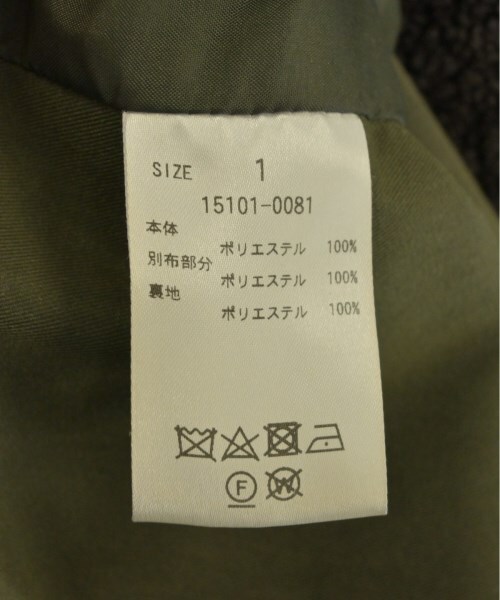 SIZE 1
15101-0081
本体
ポリエステル 100%
別布部分
ポリエステル 100%
裏地
ポリエステル 100%
F W